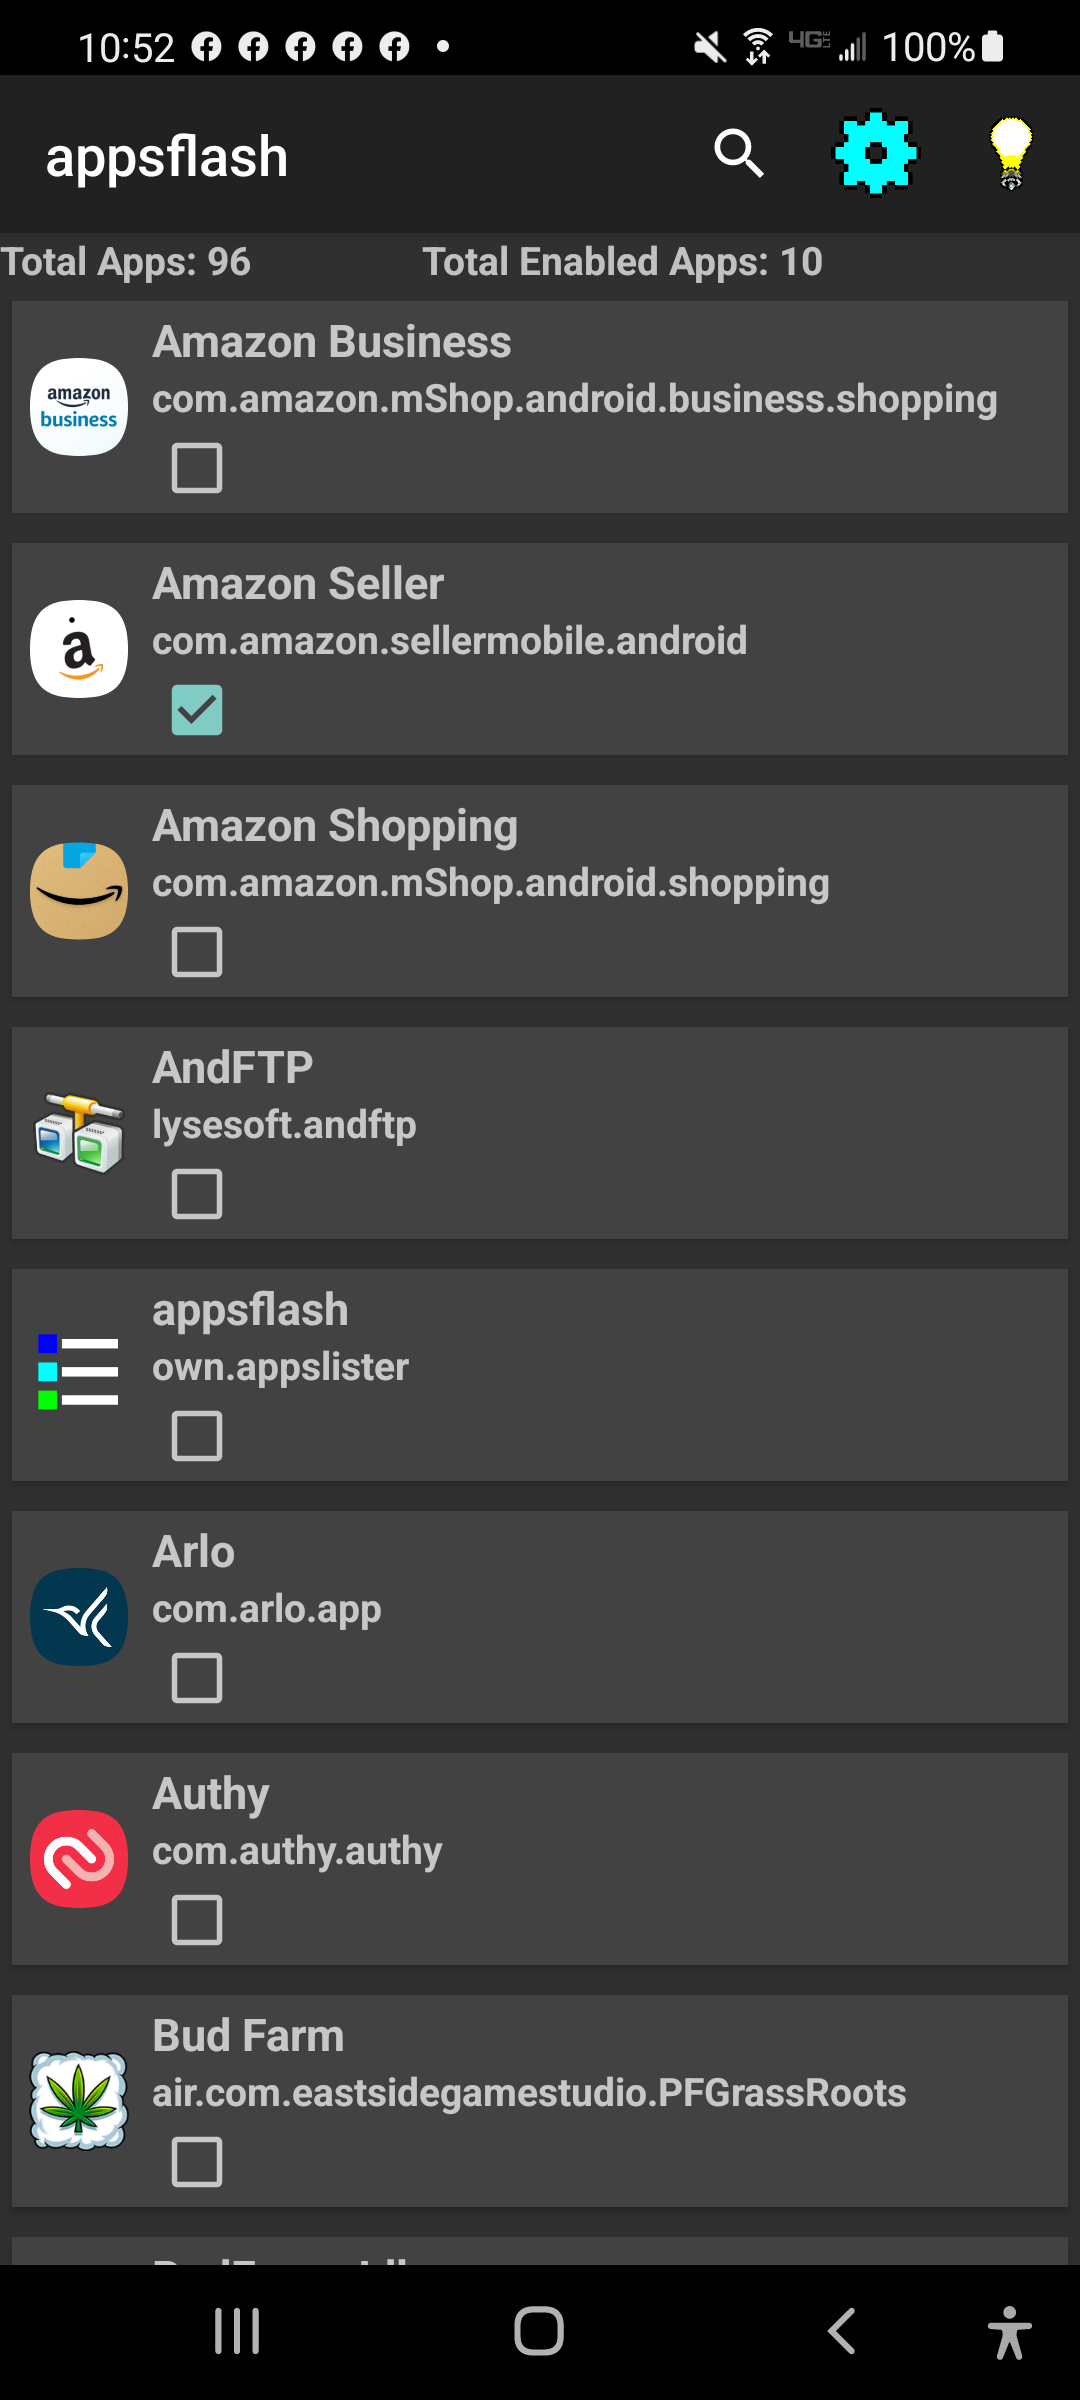 10:52 4G LTE 100%
appsflash
Total Apps: 96 Total Enabled Apps: 10
Amazon Business
amazon
business
com.amazon.mShop.android.business.shopping
Amazon Seller
a
com.amazon.sellermobile.android
Amazon Shopping
com.amazon.mShop.android.shopping
AndFTP
lysesoft.andftp
appsflash
own.appslister
Arlo
com.arlo.app
Authy
com.authy.authy
Bud Farm
air.com.eastsidegamestudio.PFGrassRoots